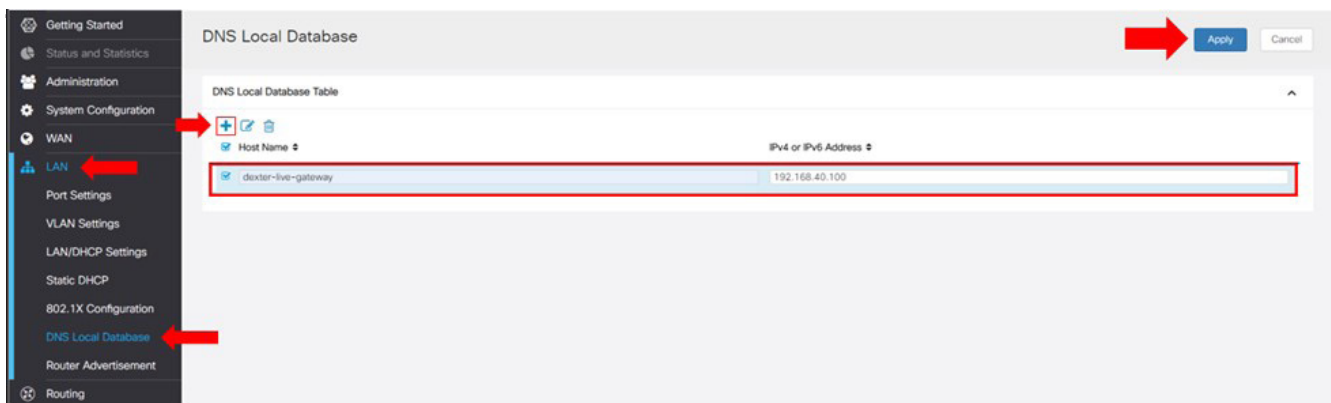 Getting Started
Status and Statistics
Administration
System Configuration
WAN
LAN
Port Settings
VLAN Settings
LAN/DHCP Settings
Static DHCP
802.1X Configuration
DNS Local Database
Router Advertisement
Routing
DNS Local Database
Apply
Cancel
DNS Local Database Table
Host Name
IPv4 or IPv6 Address
dexter-live-gateway
192.168.40.100